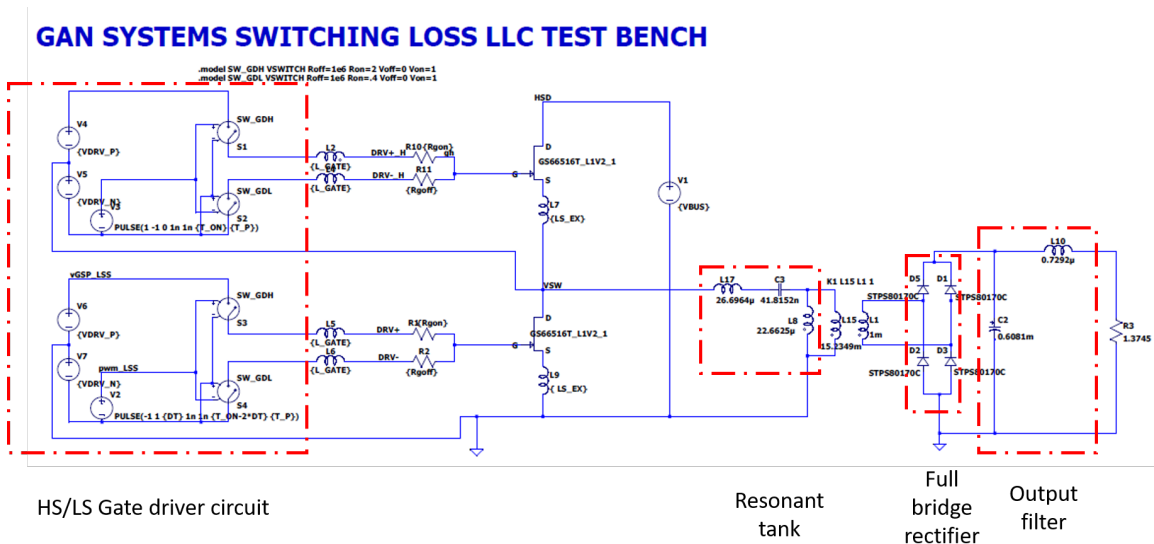 GAN SYSTEMS SWITCHING LOSS LLC TEST BENCH
.model SW_GDH VSWITCH Roff=1e6 Ron=2 Voff=0 Von=1
.model SW_GDL VSWITCH Roff=1e6 Ron=.4 Voff=0 Von=1
V4
{VDRV_P}
V5
{VDRV_N}
V3
PULSE(1 -1 0 1n 1n {T_ON} {T_P})
SW_GDH
S1
SW_GDL
S2
L2
{L_GATE}
{L_GATE}
DRV+_H
R10
{Rgon}
gh
DRV-_H
R11
{Rgoff}
HSD
D
G
S
GS66516T_L1V2_1
L7
{LS_EX}
V1
{VBUS}
VSW
vGSP_LSS
V6
{VDRV_P}
V7
{VDRV_N}
pwm_LSS
V2
PULSE(-1 1 {DT} 1n 1n {T_ON-2*DT} {T_P})
SW_GDH
S3
SW_GDL
S4
L5
{L_GATE}
L6
{L_GATE}
DRV+
R1
{Rgon}
DRV-
R2
{Rgoff}
D
G
S
GS66516T_L1V2_1
L9
{ LS_EX}
L17
26.6964µ
C3
41.8152n
L8
22.6625µ
K1 L15 L1 1
L15
15.2349m
L1
1m
D5
STPS80170C
D1
STPS80170C
D2
STPS80170C
D3
STPS80170C
C2
0.6081m
L10
0.7292µ
R3
1.3745
HS/LS Gate driver circuit
Resonant
tank
Full
bridge
rectifier
Output
filter